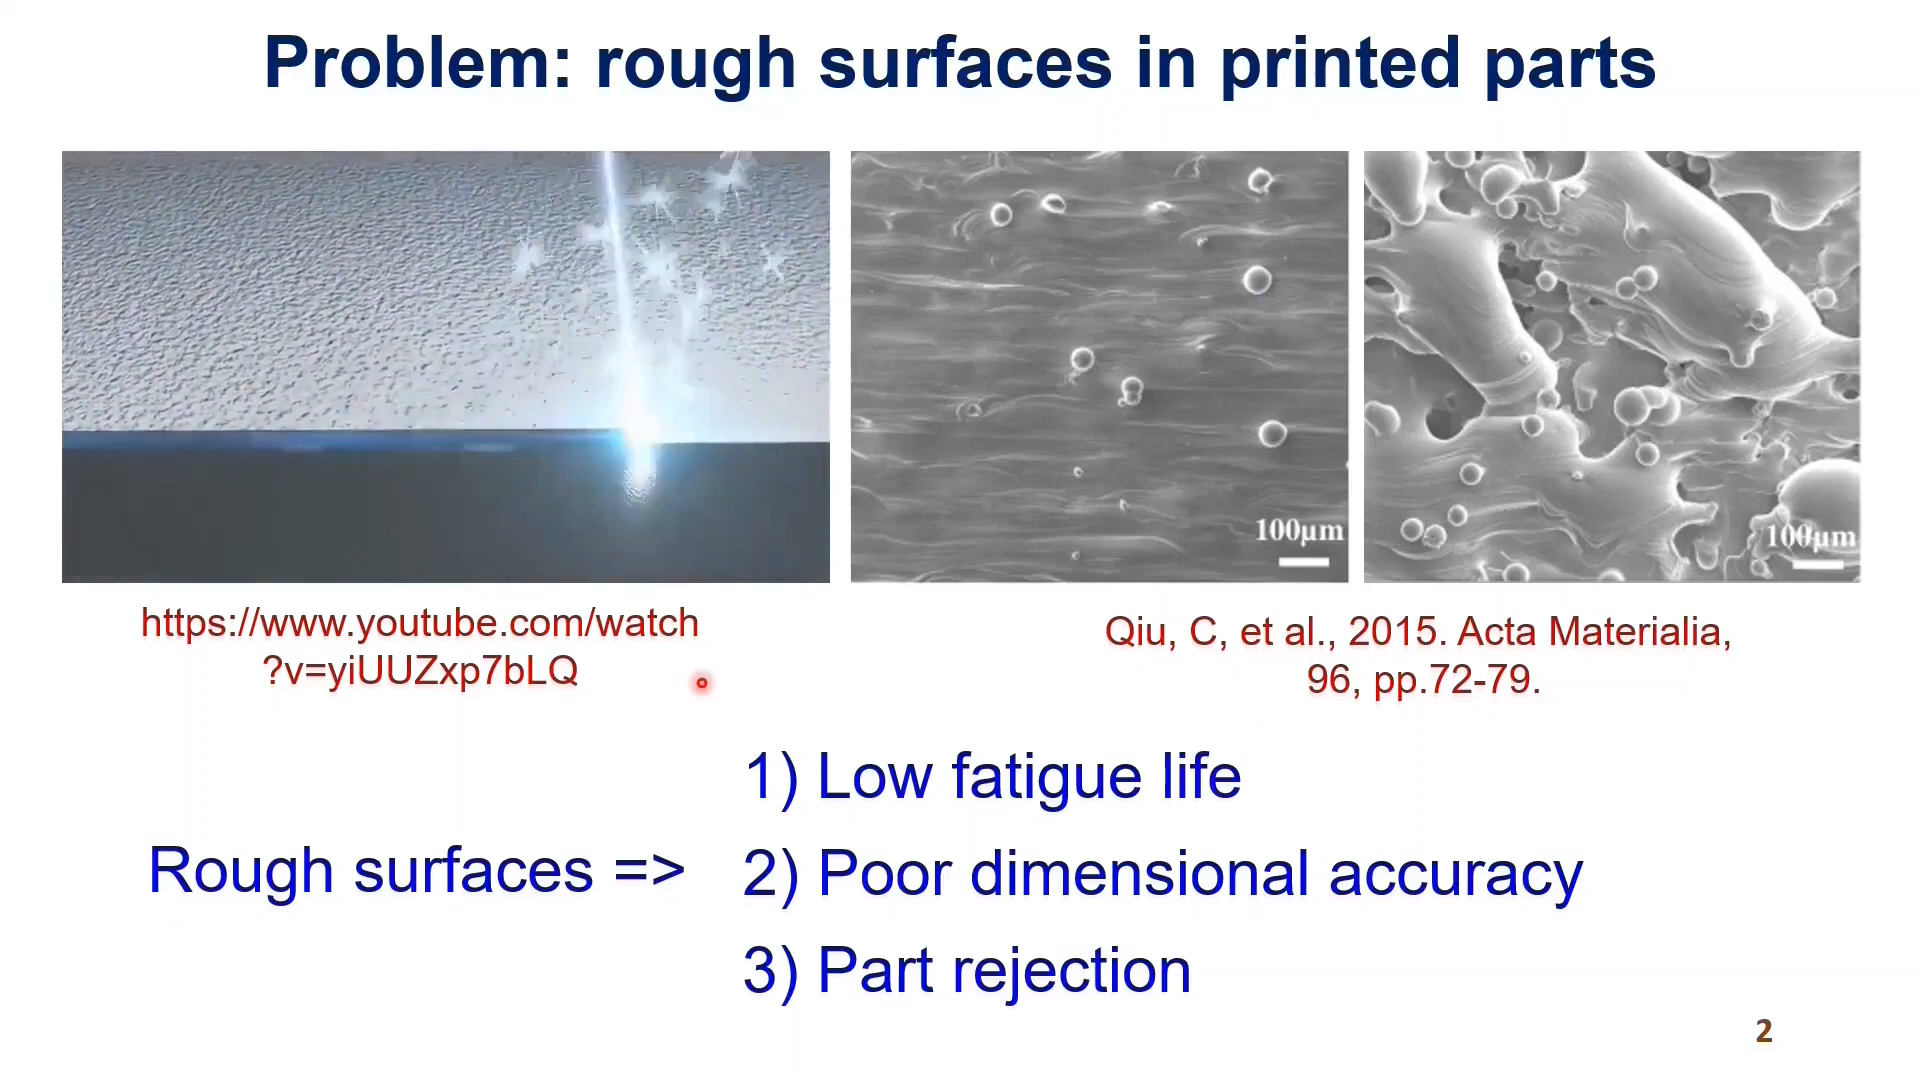 Problem: rough surfaces in printed parts
100µm
100µm
https://www.youtube.com/watch
?v=yiUUZxp7bLQ
Qiu, C, et al., 2015. Acta Materialia,
96, pp.72-79.
Rough surfaces =>
1) Low fatigue life
2) Poor dimensional accuracy
3) Part rejection
2